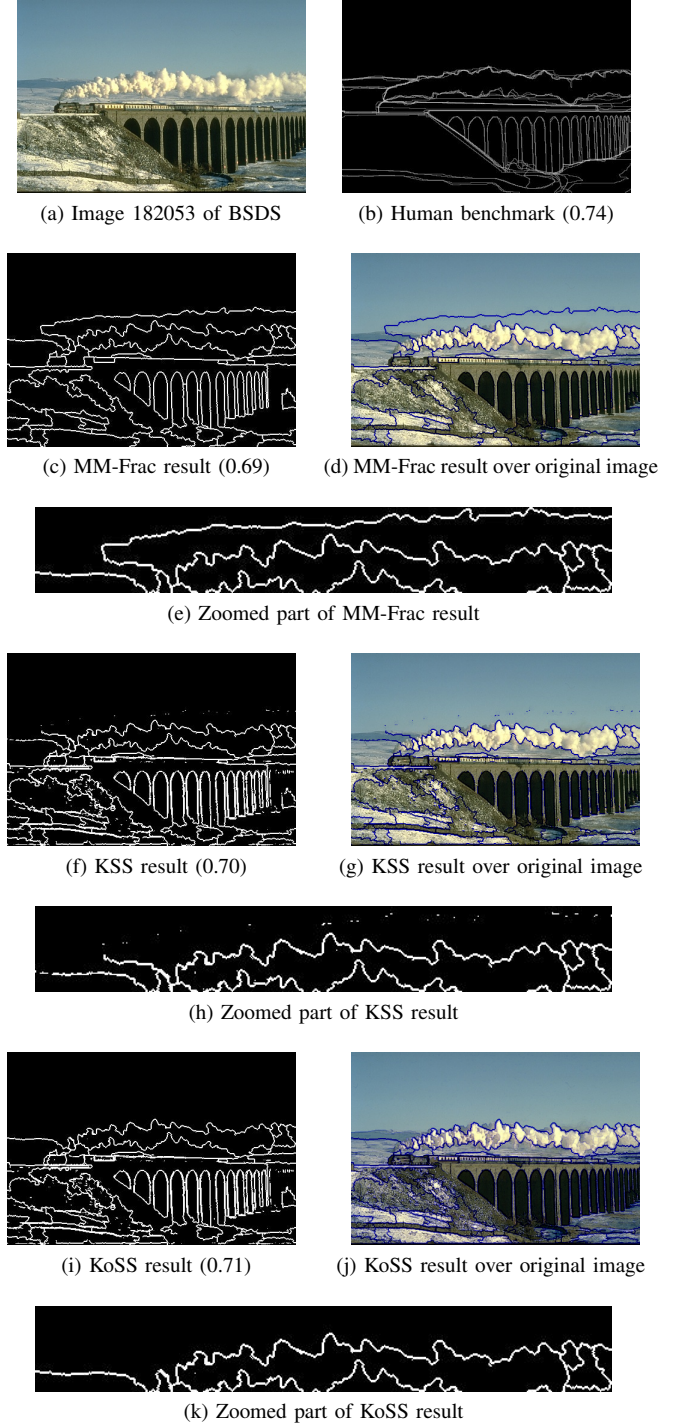 (a) Image 182053 of BSDS
(b) Human benchmark (0.74)
(c) MM-Frac result (0.69)
(d) MM-Frac result over original image
(e) Zoomed part of MM-Frac result
(f) KSS result (0.70)
(g) KSS result over original image
(h) Zoomed part of KSS result
(i) KoSS result (0.71)
(j) KoSS result over original image
(k) Zoomed part of KoSS result